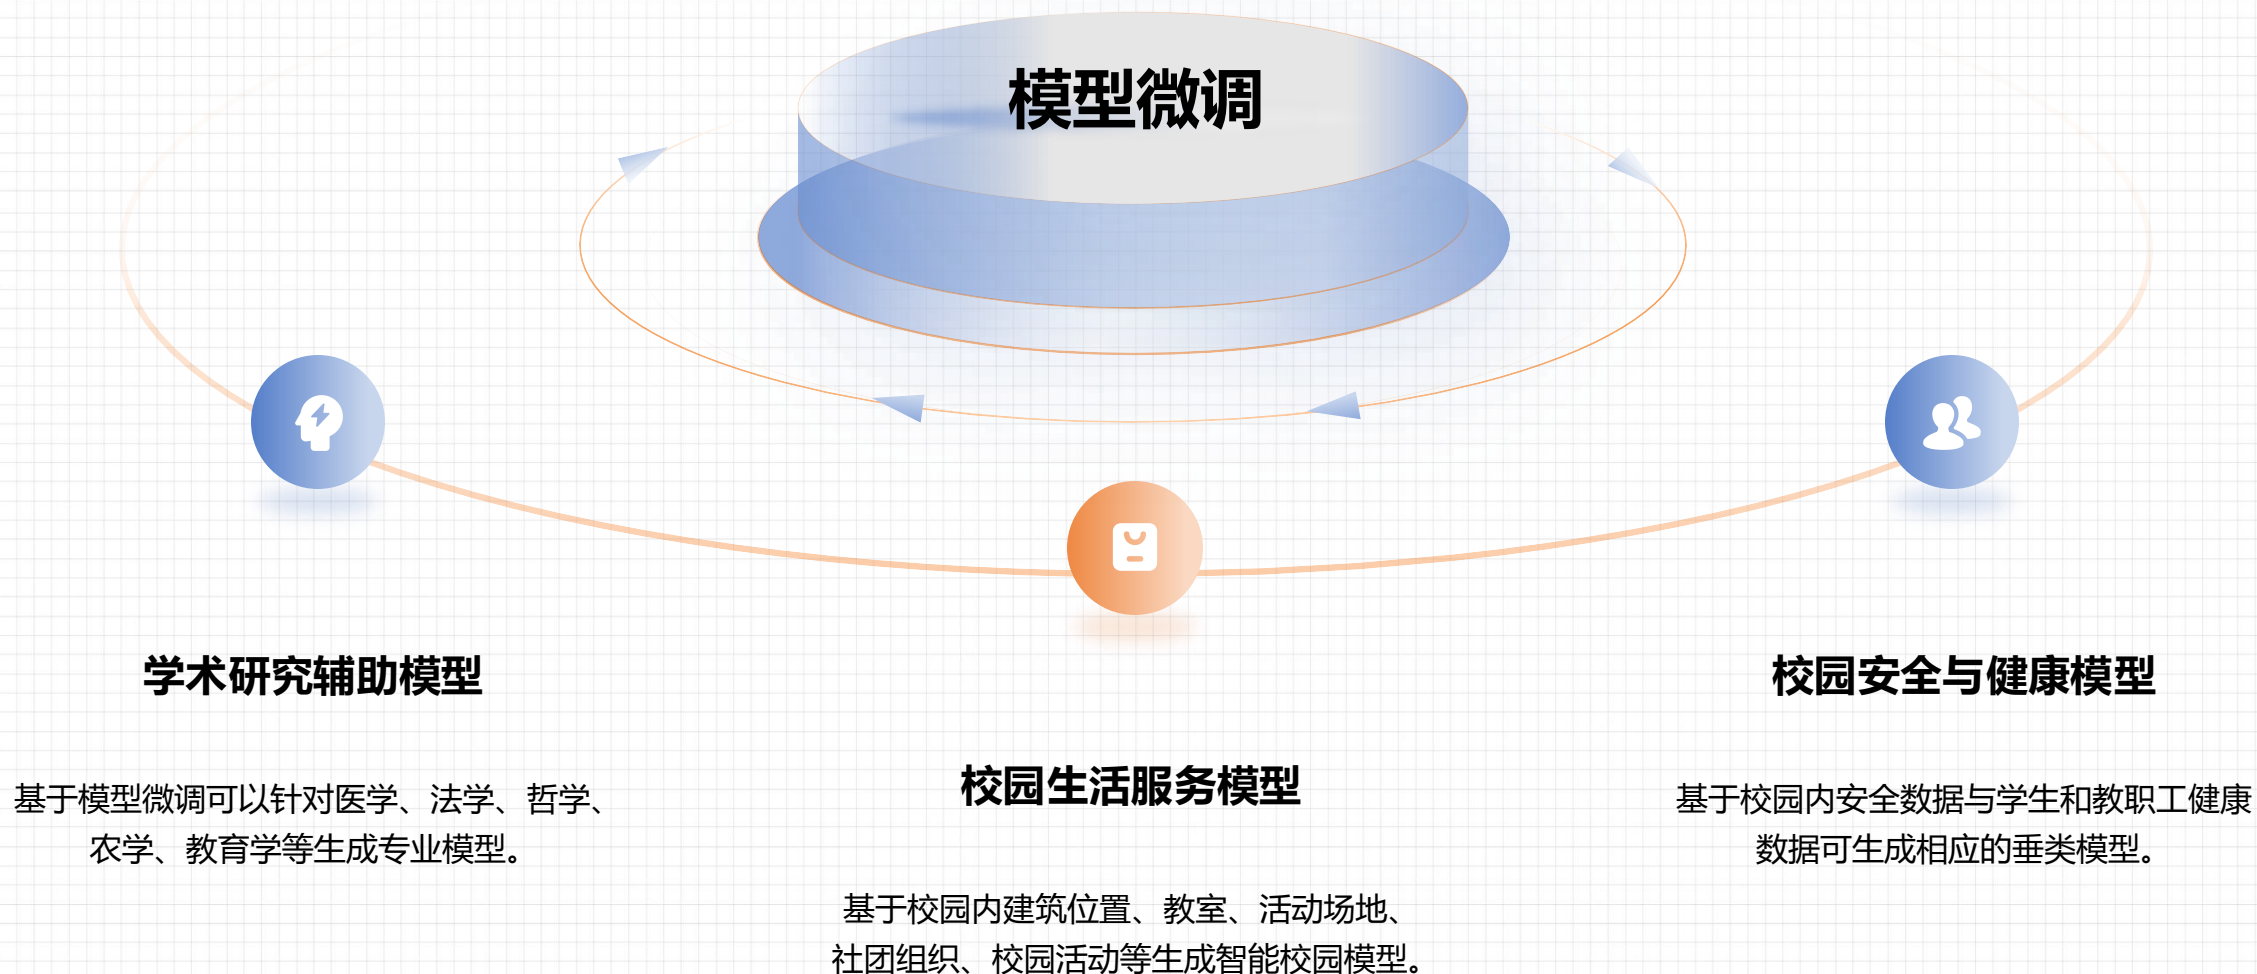 模型微调
学术研究辅助模型
基于模型微调可以针对医学、法学、哲学、
农学、教育学等生成专业模型。
校园生活服务模型
基于校园内建筑位置、教室、活动场地、
社团组织、校园活动等生成智能校园模型。
校园安全与健康模型
基于校园内安全数据与学生和教职工健康
数据可生成相应的垂类模型。